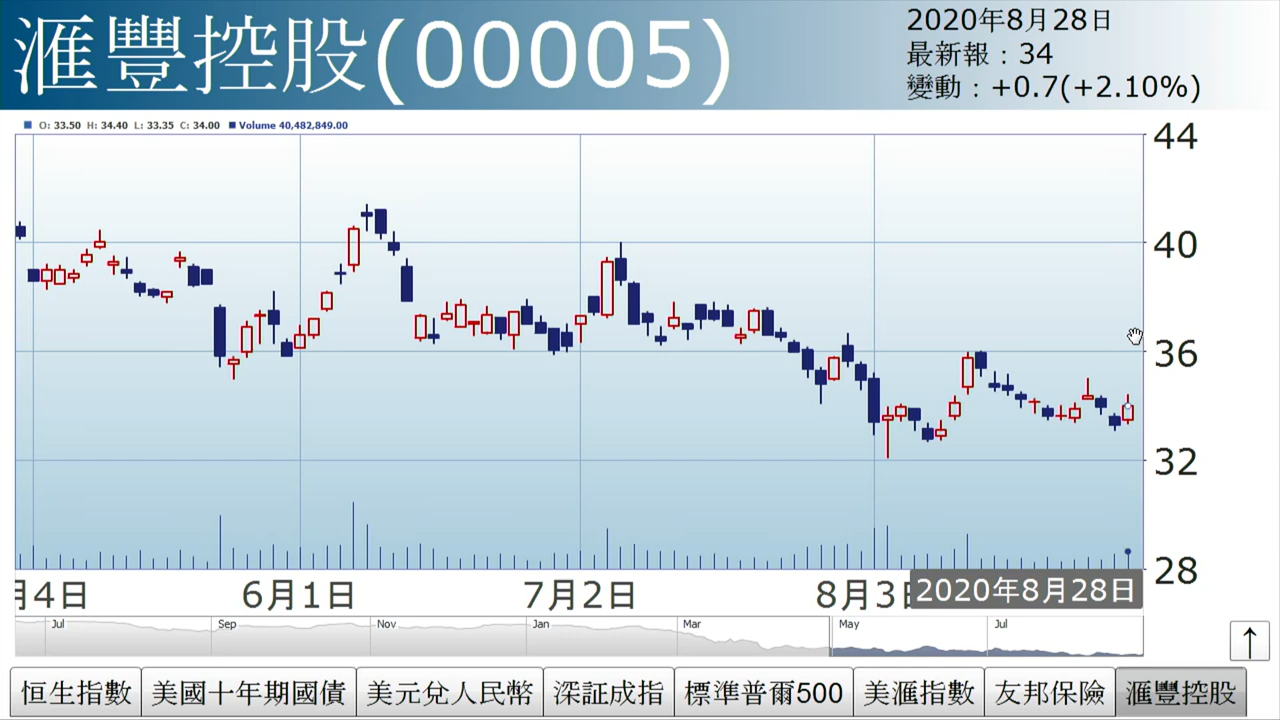 滙豐控股(00005)
2020年8月28日
最新報：34
變動：+0.7(+2.10%)
O: 33.50 H: 34.40 L: 33.35 C: 34.00 Volume 40,482,849.00
44
40
36
32
28
月4日 6月1日 7月2日 8月3日 2020年8月28日
Jul Sep Nov Jan Mar May Jul
↑
恒生指數 美國十年期國債 美元兌人民幣 深証成指 標準普爾500 美滙指數 友邦保險 滙豐控股